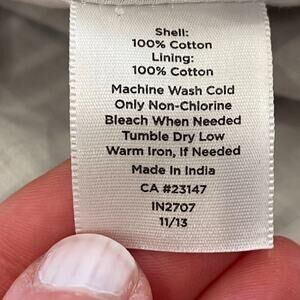 Shell:
100% Cotton
Lining:
100% Cotton
Machine Wash Cold
Only Non-Chlorine
Bleach When Needed
Tumble Dry Low
Warm Iron, If Needed
Made In India
CA #23147
IN2707
11/13